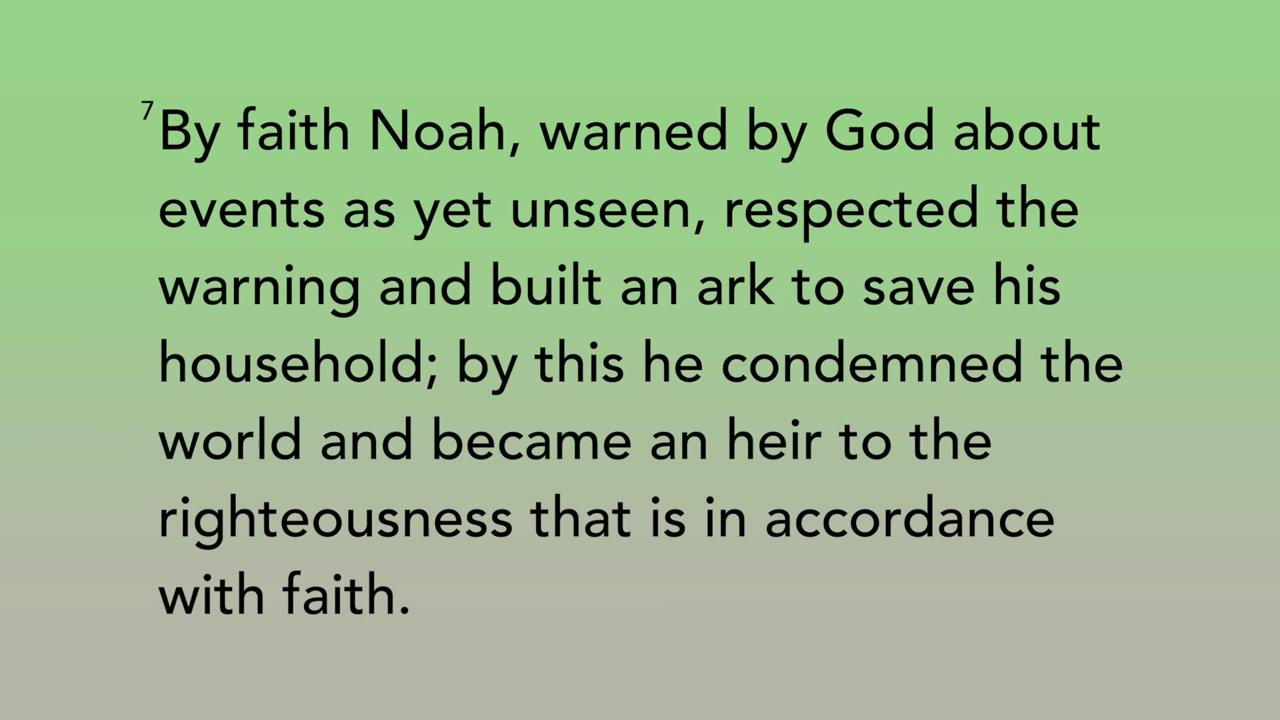 7 By faith Noah, warned by God about
events as yet unseen, respected the
warning and built an ark to save his
household; by this he condemned the
world and became an heir to the
righteousness that is in accordance
with faith.